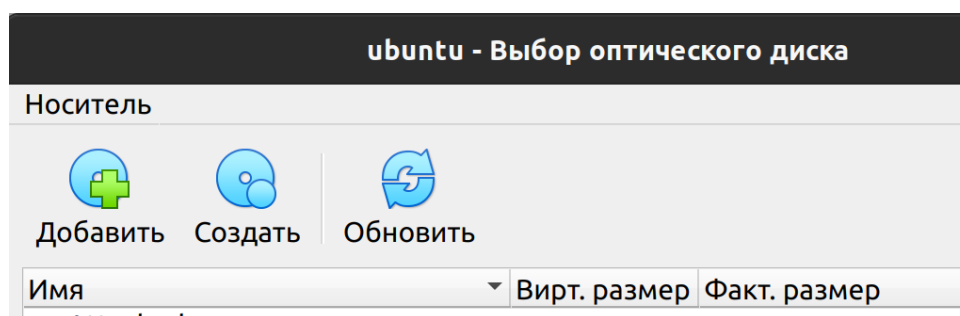 ubuntu - Выбор оптического диска
Носитель
Добавить Создать Обновить
Имя Вирт. размер Факт. размер